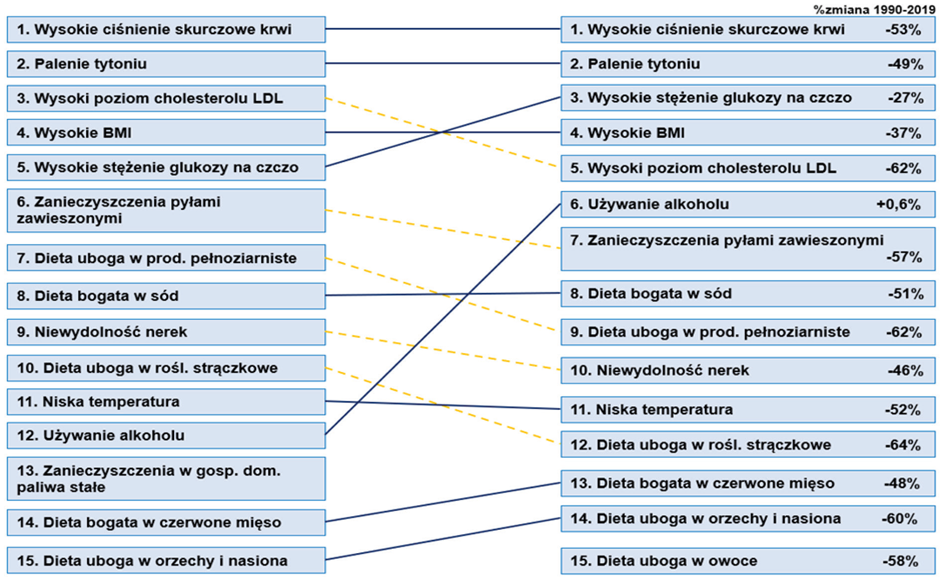 %zmiana 1990-2019
1. Wysokie ciśnienie skurczowe krwi
2. Palenie tytoniu
3. Wysoki poziom cholesterolu LDL
4. Wysokie BMI
5. Wysokie stężenie glukozy na czczo
6. Zanieczyszczenia pyłami
zawieszonymi
7. Dieta uboga w prod. pełnoziarniste
8. Dieta bogata w sód
9. Niewydolność nerek
10. Dieta uboga w rośl. strączkowe
11. Niska temperatura
12. Używanie alkoholu
13. Zanieczyszczenia w gosp. dom.
paliwa stałe
14. Dieta bogata w czerwone mięso
15. Dieta uboga w orzechy i nasiona
1. Wysokie ciśnienie skurczowe krwi -53%
2. Palenie tytoniu -49%
3. Wysokie stężenie glukozy na czczo -27%
4. Wysokie BMI -37%
5. Wysoki poziom cholesterolu LDL -62%
6. Używanie alkoholu +0,6%
7. Zanieczyszczenia pyłami zawieszonymi
-57%
8. Dieta bogata w sód -51%
9. Dieta uboga w prod. pełnoziarniste -62%
10. Niewydolność nerek -46%
11. Niska temperatura -52%
12. Dieta uboga w rośl. strączkowe -64%
13. Dieta bogata w czerwone mięso -48%
14. Dieta uboga w orzechy i nasiona -60%
15. Dieta uboga w owoce -58%